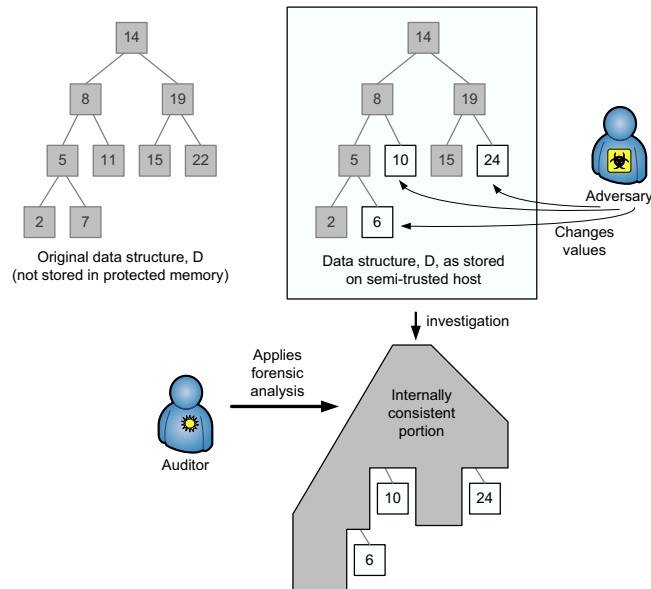 14
8
19
5
11
15
22
2
7
Original data structure, D
(not stored in protected memory)
14
8
19
5
10
15
24
2
6
Data structure, D, as stored
on semi-trusted host
Adversary
Changes
values
investigation
Applies
forensic
analysis
Auditor
Internally
consistent
portion
10
24
6